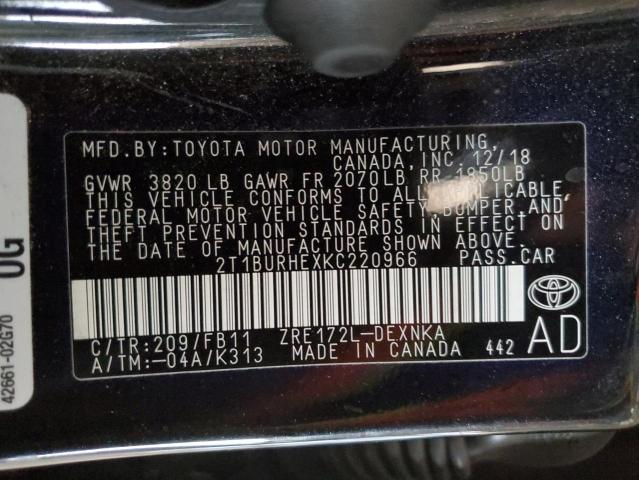 MFD.BY:TOYOTA MOTOR MANUFACTURING,
CANADA, INC. 12/18
GVWR 3820 LB GAWR FR 2070LB, RR 1850LB
THIS VEHICLE CONFORMS TO ALL APPLICABLE
FEDERAL MOTOR VEHICLE SAFETY,BUMPER,AND
THEFT PREVENTION STANDARDS IN EFFECT ON
THE DATE OF MANUFACTURE SHOWN ABOVE.
2T1BURHEXKC220966 PASS.CAR
C/TR:209/FB11 ZRE172L-DEXNKA
A/TM:-04A/K313 MADE IN CANADA 442
AD
42661-02G70